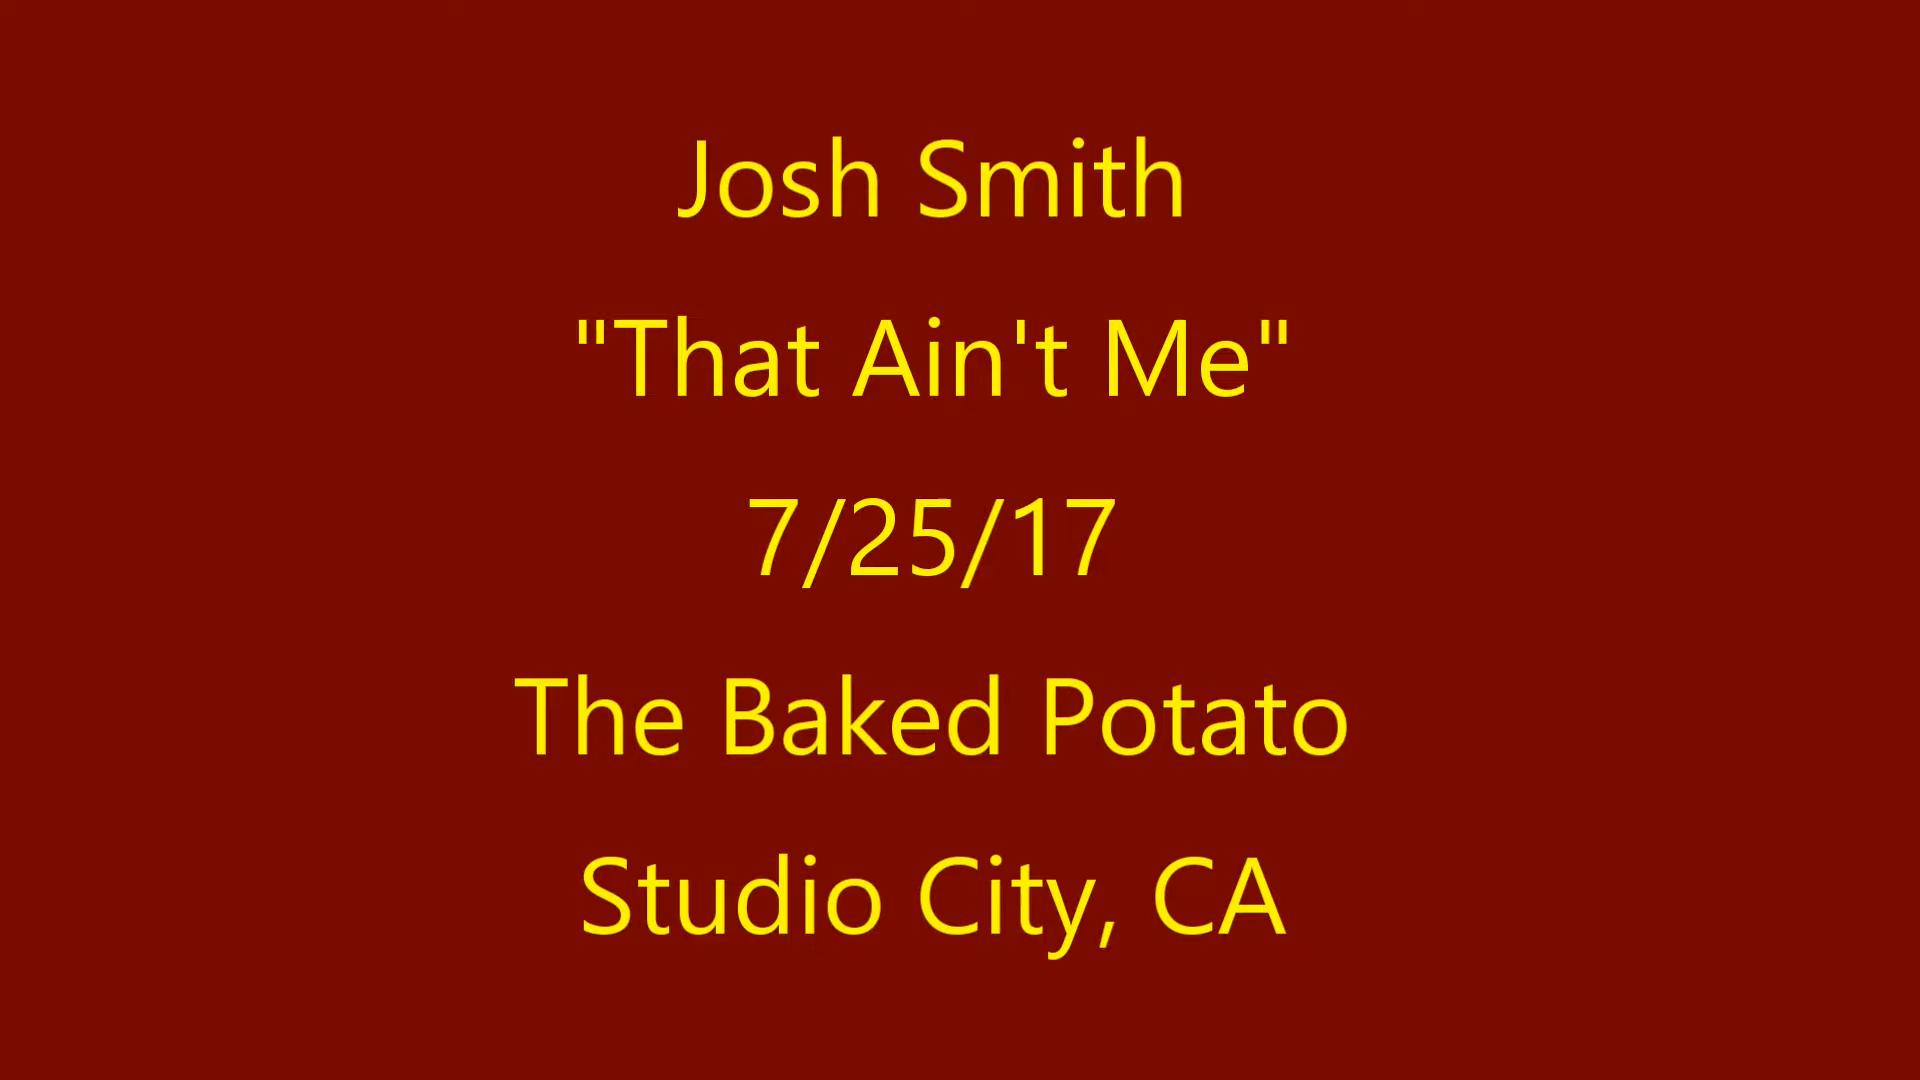 Josh Smith
"That Ain't Me"
7/25/17
The Baked Potato
Studio City, CA